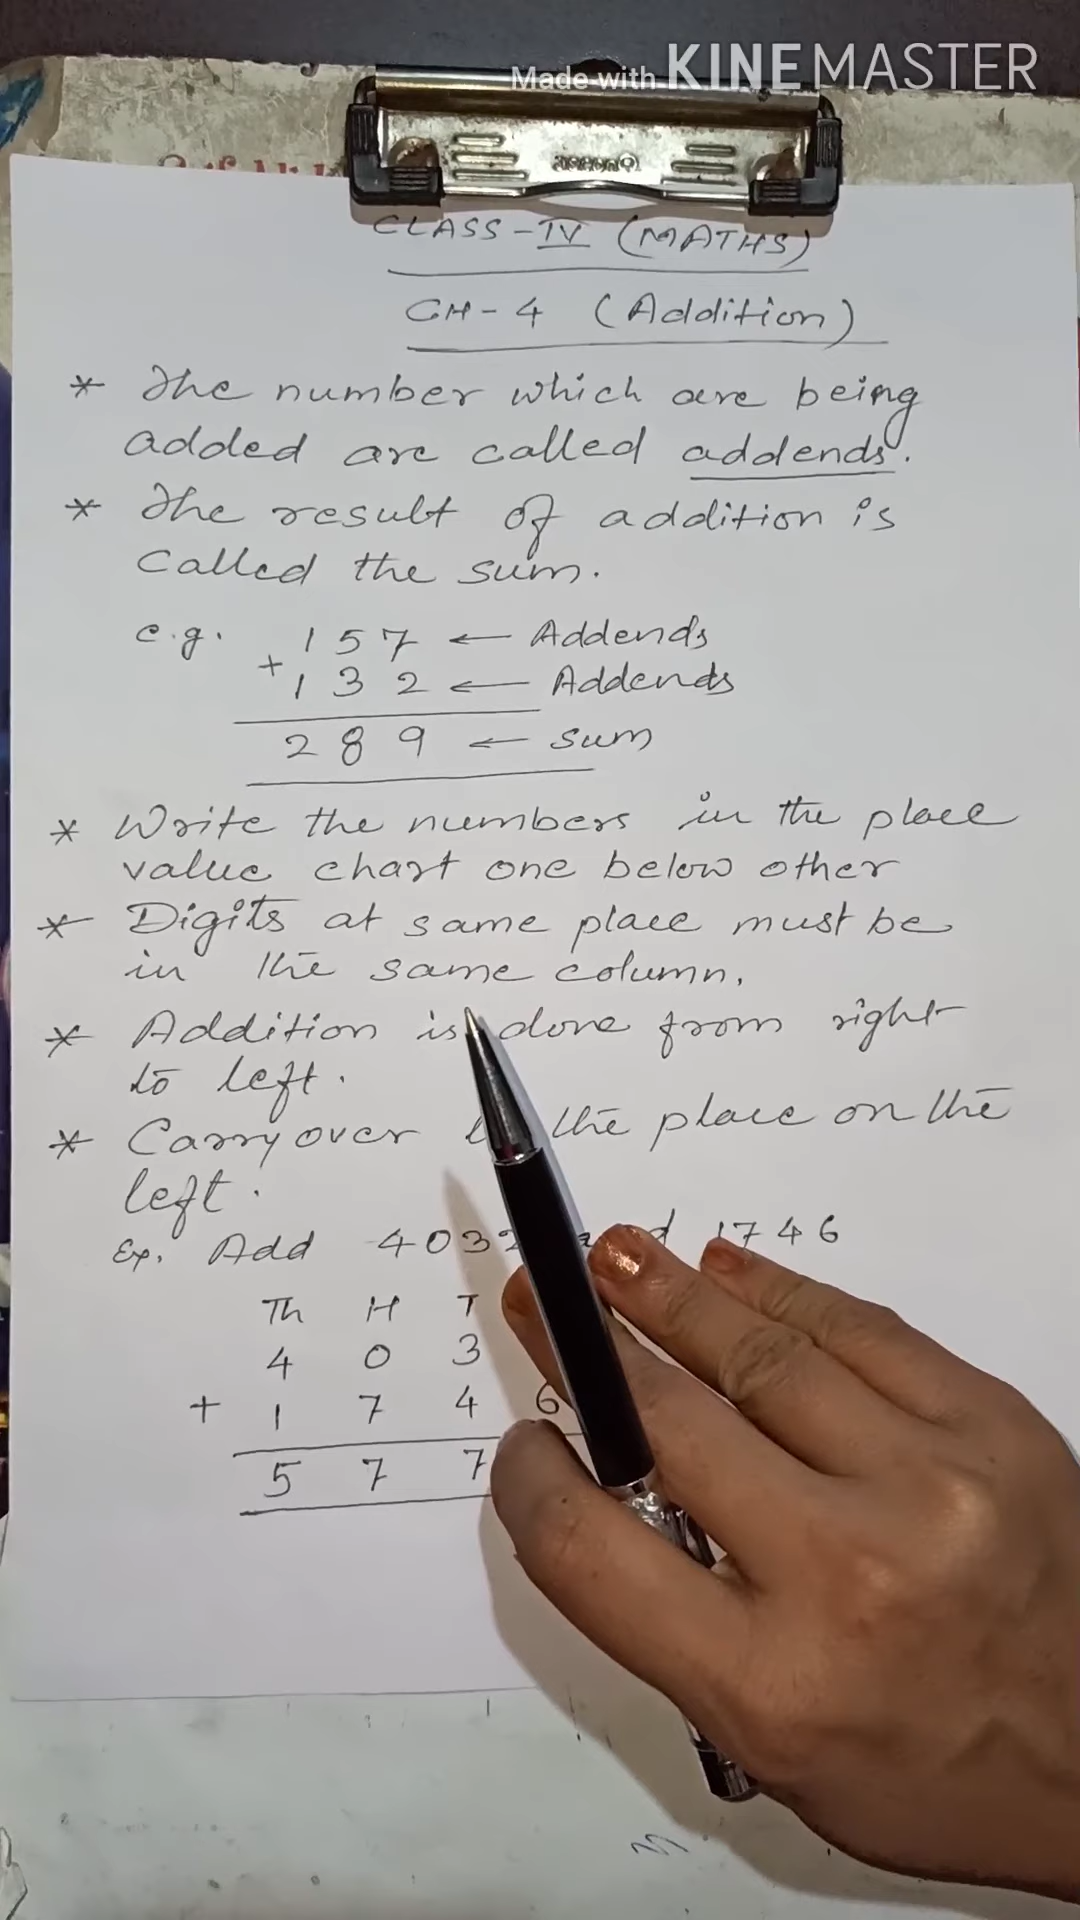 Made with KINEMASTER
CLASS-IV (MATHS)
CH-4 (Addition)
* The number which are being
added are called addends.
* The result of addition is
called the sum.
e.g. 157 ← Addends
+ 132 ← Addends
289 ← sum
* Write the numbers in the place
value chart one below other
* Digits at same place must be
in the same column.
* Addition is done from right
to left.
* Carry over the place on the
left.
Ex. Add 4032 1746
Th H T
4 0 3
+ 1 7 4 6
5 7 7